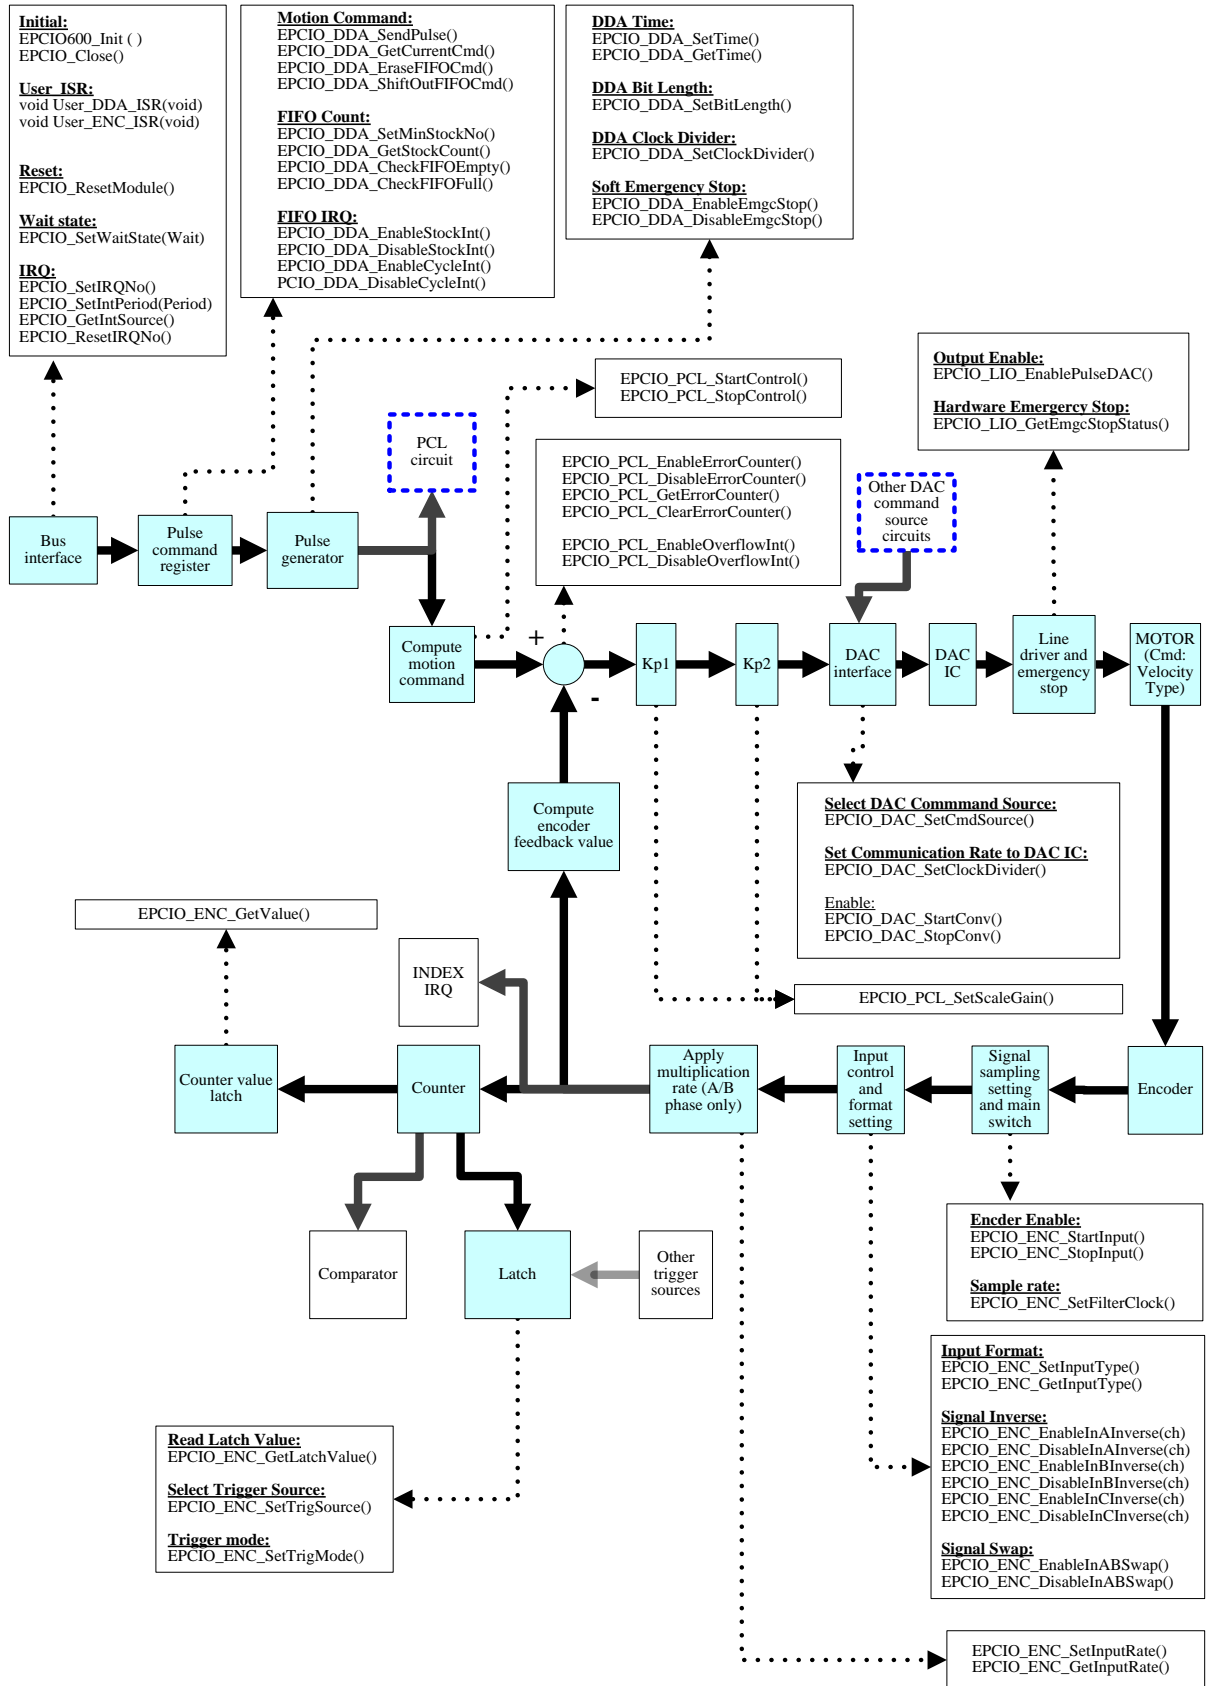 Initial:
EPCIO600_Init ( )
EPCIO_Close()
User_ISR:
void User_DDA_ISR(void)
void User_ENC_ISR(void)
Reset:
EPCIO_ResetModule()
Wait state:
EPCIO_SetWaitState(Wait)
IRQ:
EPCIO_SetIRQNo()
EPCIO_SetIntPeriod(Period)
EPCIO_GetIntSource()
EPCIO_ResetIRQNo()
Motion Command:
EPCIO_DDA_SendPulse()
EPCIO_DDA_GetCurrentCmd()
EPCIO_DDA_EraseFIFOCmd()
EPCIO_DDA_ShiftOutFIFOCmd()
FIFO Count:
EPCIO_DDA_SetMinStockNo()
EPCIO_DDA_GetStockCount()
EPCIO_DDA_CheckFIFOEmpty()
EPCIO_DDA_CheckFIFOFull()
FIFO IRQ:
EPCIO_DDA_EnableStockInt()
EPCIO_DDA_DisableStockInt()
EPCIO_DDA_EnableCycleInt()
PCIO_DDA_DisableCycleInt()
DDA Time:
EPCIO_DDA_SetTime()
EPCIO_DDA_GetTime()
DDA Bit Length:
EPCIO_DDA_SetBitLength()
DDA Clock Divider:
EPCIO_DDA_SetClockDivider()
Soft Emergency Stop:
EPCIO_DDA_EnableEmgcStop()
EPCIO_DDA_DisableEmgcStop()
Output Enable:
EPCIO_LIO_EnablePulseDAC()
Hardware Emergercy Stop:
EPCIO_LIO_GetEmgcStopStatus()
EPCIO_PCL_StartControl()
EPCIO_PCL_StopControl()
PCL
circuit
EPCIO_PCL_EnableErrorCounter()
EPCIO_PCL_DisableErrorCounter()
EPCIO_PCL_GetErrorCounter()
EPCIO_PCL_ClearErrorCounter()
EPCIO_PCL_EnableOverflowInt()
EPCIO_PCL_DisableOverflowInt()
Other DAC
command
source
circuits
Bus
interface
Pulse
command
register
Pulse
generator
Compute
motion
command
+
-
Kp1
Kp2
DAC
interface
DAC
IC
Line
driver and
emergency
stop
MOTOR
(Cmd:
Velocity
Type)
Compute
encoder
feedback value
Select DAC Commmand Source:
EPCIO_DAC_SetCmdSource()
Set Communication Rate to DAC IC:
EPCIO_DAC_SetClockDivider()
Enable:
EPCIO_DAC_StartConv()
EPCIO_DAC_StopConv()
EPCIO_ENC_GetValue()
INDEX
IRQ
EPCIO_PCL_SetScaleGain()
Counter value
latch
Counter
Apply
multiplication
rate (A/B
phase only)
Input
control
and
format
setting
Signal
sampling
setting
and main
switch
Encoder
Comparator
Latch
Other
trigger
sources
Encder Enable:
EPCIO_ENC_StartInput()
EPCIO_ENC_StopInput()
Sample rate:
EPCIO_ENC_SetFilterClock()
Input Format:
EPCIO_ENC_SetInputType()
EPCIO_ENC_GetInputType()
Signal Inverse:
EPCIO_ENC_EnableInAInverse(ch)
EPCIO_ENC_DisableInAInverse(ch)
EPCIO_ENC_EnableInBInverse(ch)
EPCIO_ENC_DisableInBInverse(ch)
EPCIO_ENC_EnableInCInverse(ch)
EPCIO_ENC_DisableInCInverse(ch)
Signal Swap:
EPCIO_ENC_EnableInABSwap()
EPCIO_ENC_DisableInABSwap()
Read Latch Value:
EPCIO_ENC_GetLatchValue()
Select Trigger Source:
EPCIO_ENC_SetTrigSource()
Trigger mode:
EPCIO_ENC_SetTrigMode()
EPCIO_ENC_SetInputRate()
EPCIO_ENC_GetInputRate()